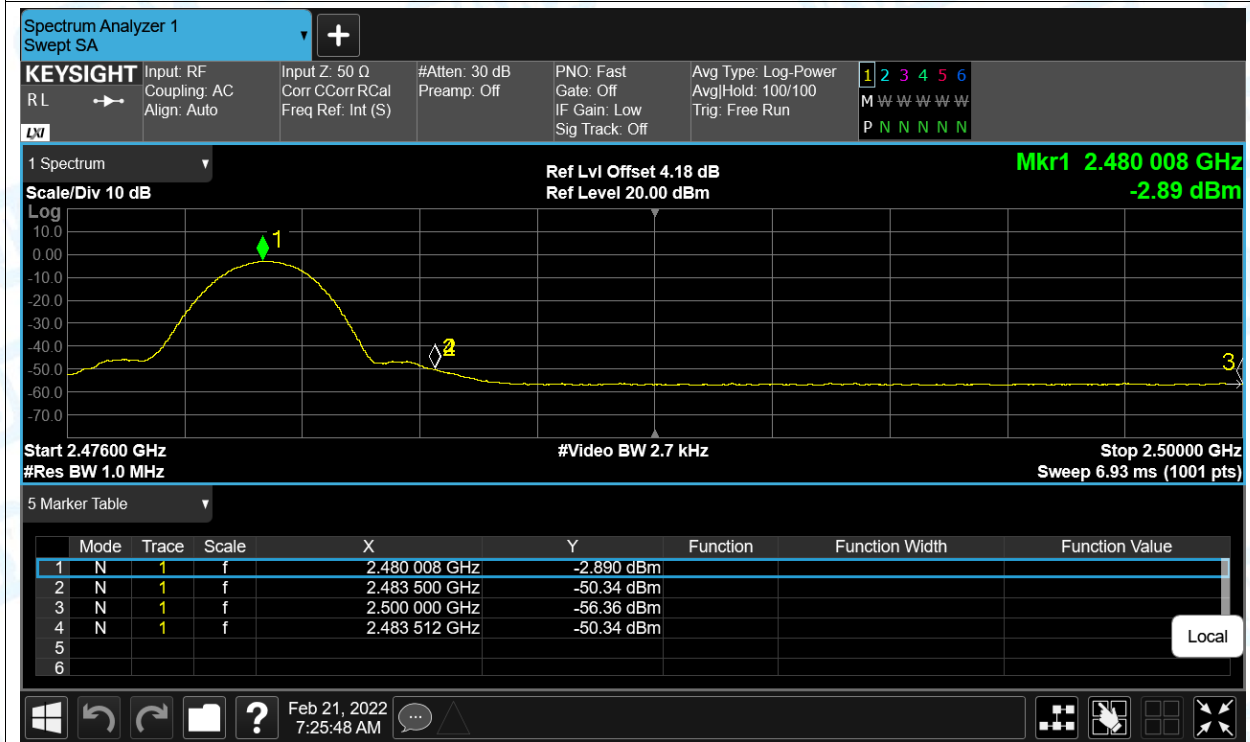 Spectrum Analyzer 1
Swept SA
+
KEYSIGHT
RL
LXI
Input: RF
Coupling: AC
Align: Auto
Input Z: 50 Ω
Corr CCorr RCal
Freq Ref: Int (S)
#Atten: 30 dB
Preamp: Off
PNO: Fast
Gate: Off
IF Gain: Low
Sig Track: Off
Avg Type: Log-Power
Avg|Hold: 100/100
Trig: Free Run
1 2 3 4 5 6
M W W W W W
P N N N N N
1 Spectrum
Scale/Div 10 dB
Ref Lvl Offset 4.18 dB
Ref Level 20.00 dBm
Mkr1 2.480 008 GHz
-2.89 dBm
Log
10.0
0.00
-10.0
-20.0
-30.0
-40.0
-50.0
-60.0
-70.0
1
2
3
Start 2.47600 GHz
#Video BW 2.7 kHz
Stop 2.50000 GHz
#Res BW 1.0 MHz
Sweep 6.93 ms (1001 pts)
5 Marker Table
Mode Trace Scale X Y Function Function Width Function Value
1 N 1 f 2.480 008 GHz -2.890 dBm
2 N 1 f 2.483 500 GHz -50.34 dBm
3 N 1 f 2.500 000 GHz -56.36 dBm
4 N 1 f 2.483 512 GHz -50.34 dBm
5
6
Local
?
Feb 21, 2022
7:25:48 AM